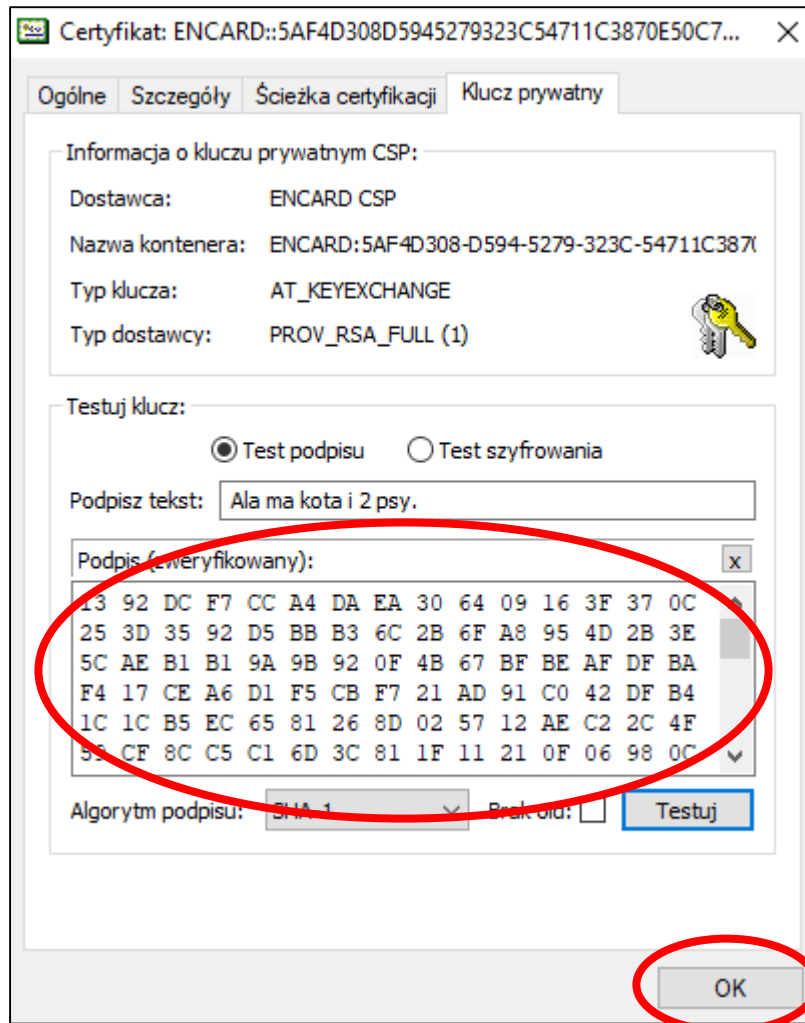 Certyfikat: ENCARD::5AF4D308D5945279323C54711C3870E50C7...
Ogólne Szczegóły Ścieżka certyfikacji Klucz prywatny
Informacja o kluczu prywatnym CSP:
Dostawca: ENCARD CSP
Nazwa kontenera: ENCARD:5AF4D308-D594-5279-323C-54711C387(
Typ klucza: AT_KEYEXCHANGE
Typ dostawcy: PROV_RSA_FULL (1)
Testuj klucz:
Test podpisu Test szyfrowania
Podpisz tekst: Ala ma kota i 2 psy.
Podpis (zweryfikowany): x
13 92 DC F7 CC A4 DA EA 30 64 09 16 3F 37 0C
25 3D 35 92 D5 BB B3 6C 2B 6F A8 95 4D 2B 3E
5C AE B1 B1 9A 9B 92 0F 4B 67 BF BE AF DF BA
F4 17 CE A6 D1 F5 CB F7 21 AD 91 C0 42 DF B4
1C 1C B5 EC 65 81 26 8D 02 57 12 AE C2 2C 4F
59 CF 8C C5 C1 6D 3C 81 1F 11 21 0F 06 98 0C
Algorytm podpisu: SHA-1 Brak oid: Testuj
OK